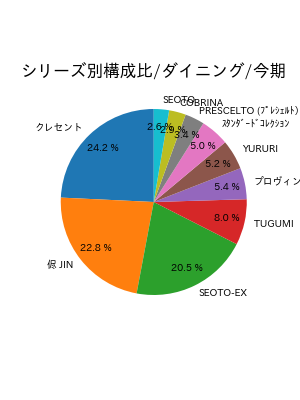 シリーズ別構成比/ダイニング/今期
SEOTO
COBRINA
PRESCELTO (ﾌﾟﾚｼｪﾙﾄ)
ｽﾀﾝﾀﾞｰﾄﾞｺﾚｸｼｮﾝ
クレセント
YURURI
プロヴィン
TUGUMI
侭 JIN
SEOTO-EX
2.6 %
2.9 %
3.4 %
5.0 %
24.2 %
5.2 %
5.4 %
8.0 %
22.8 %
20.5 %